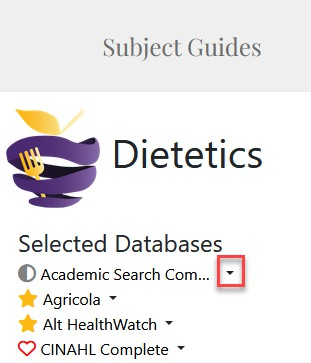 Subject Guides
Dietetics
Selected Databases
Academic Search Com...
Agricola
Alt HealthWatch
CINAHL Complete